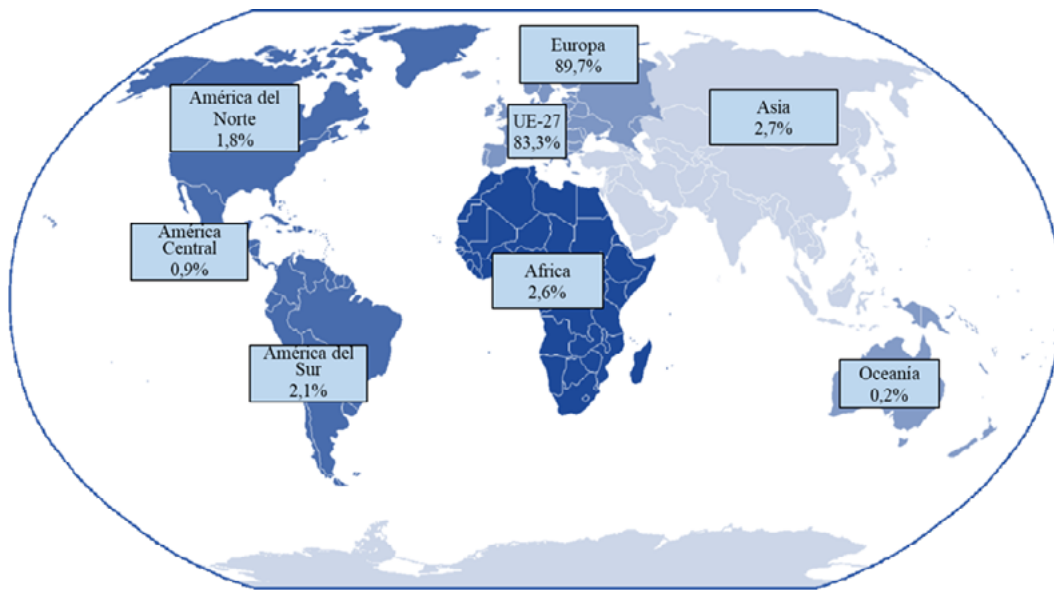 Europa
89,7%
América del
Norte
1,8%
UE-27
83,3%
Asia
2,7%
América
Central
0,9%
Africa
2,6%
América del
Sur
2,1%
Oceanía
0,2%